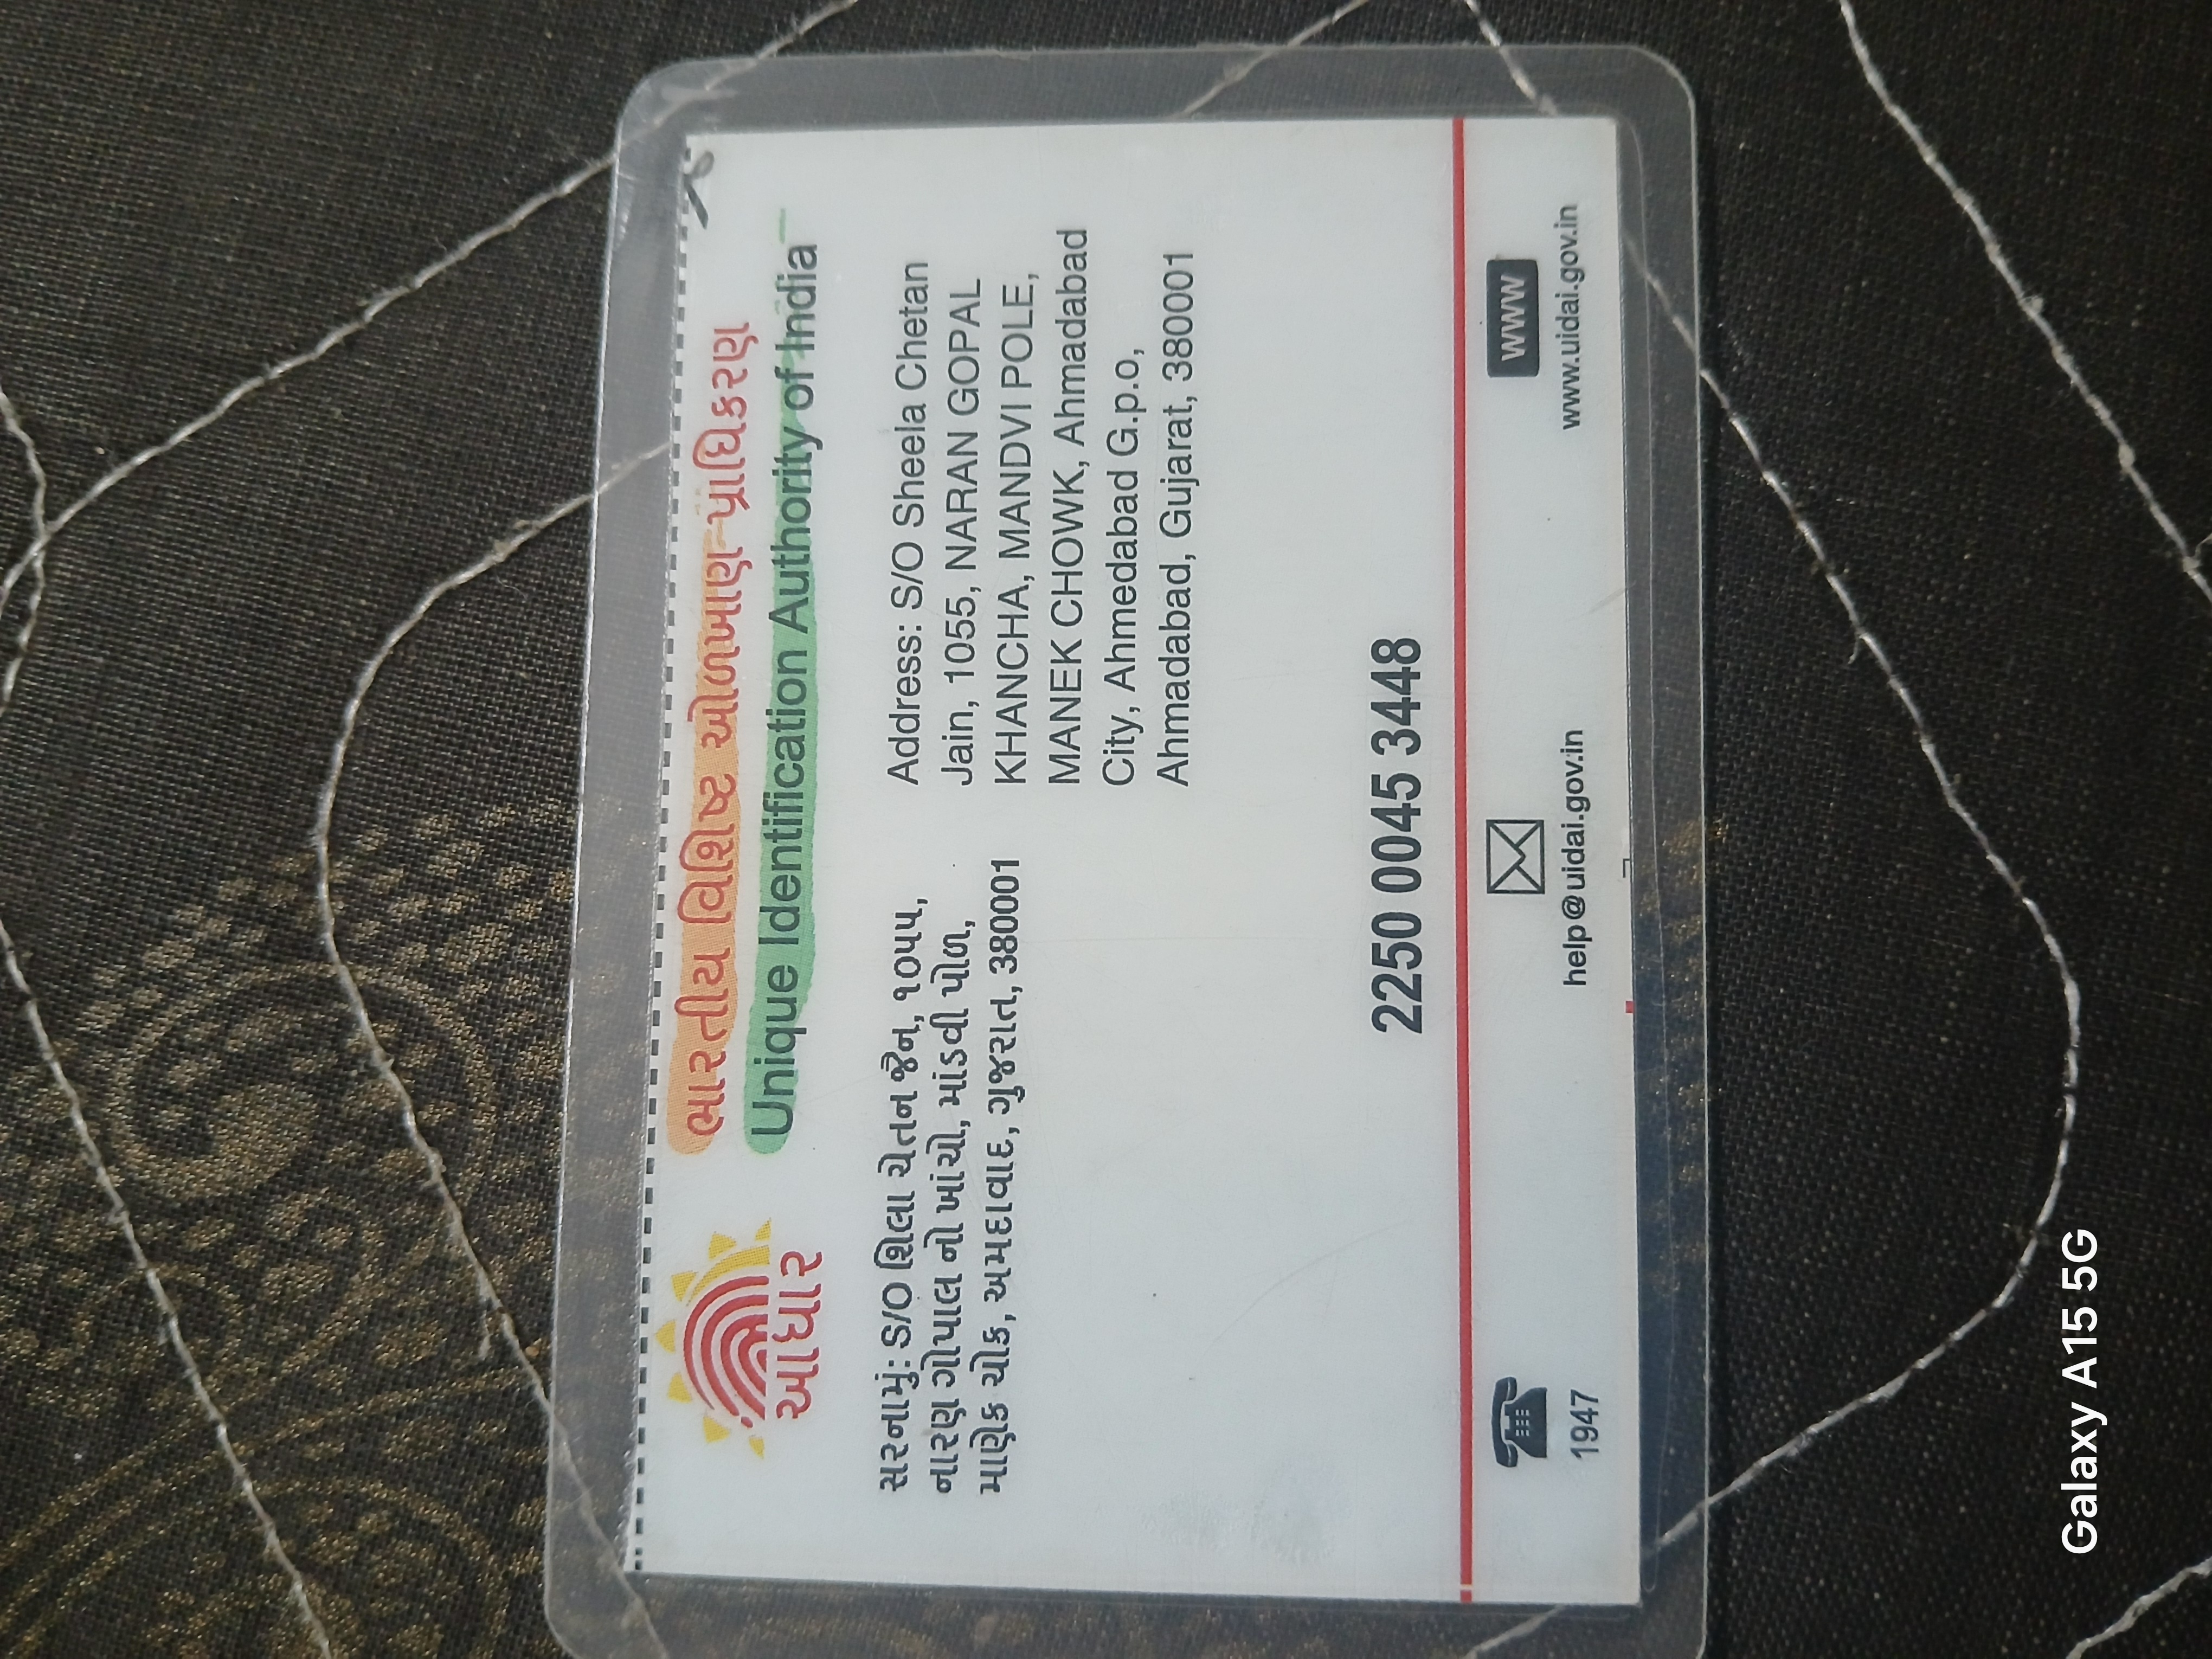 ભારતીય વિશિષ્ટ ઓળખાણ પ્રાધિકરણ
Unique Identification Authority of India
આધાર
સરનામું: S/O શિલા ચેતન જૈન, ૧૦૫૫,
નારણ ગોપાલ નો ખાંચો, માંડવી પોળ,
માણેક ચોક, અમદાવાદ, ગુજરાત, 380001
Address: S/O Sheela Chetan
Jain, 1055, NARAN GOPAL
KHANCHA, MANDVI POLE,
MANEK CHOWK, Ahmadabad
City, Ahmedabad G.p.o,
Ahmadabad, Gujarat, 380001
2250 0045 3448
1947
help@uidai.gov.in
www
www.uidai.gov.in
Galaxy A15 5G